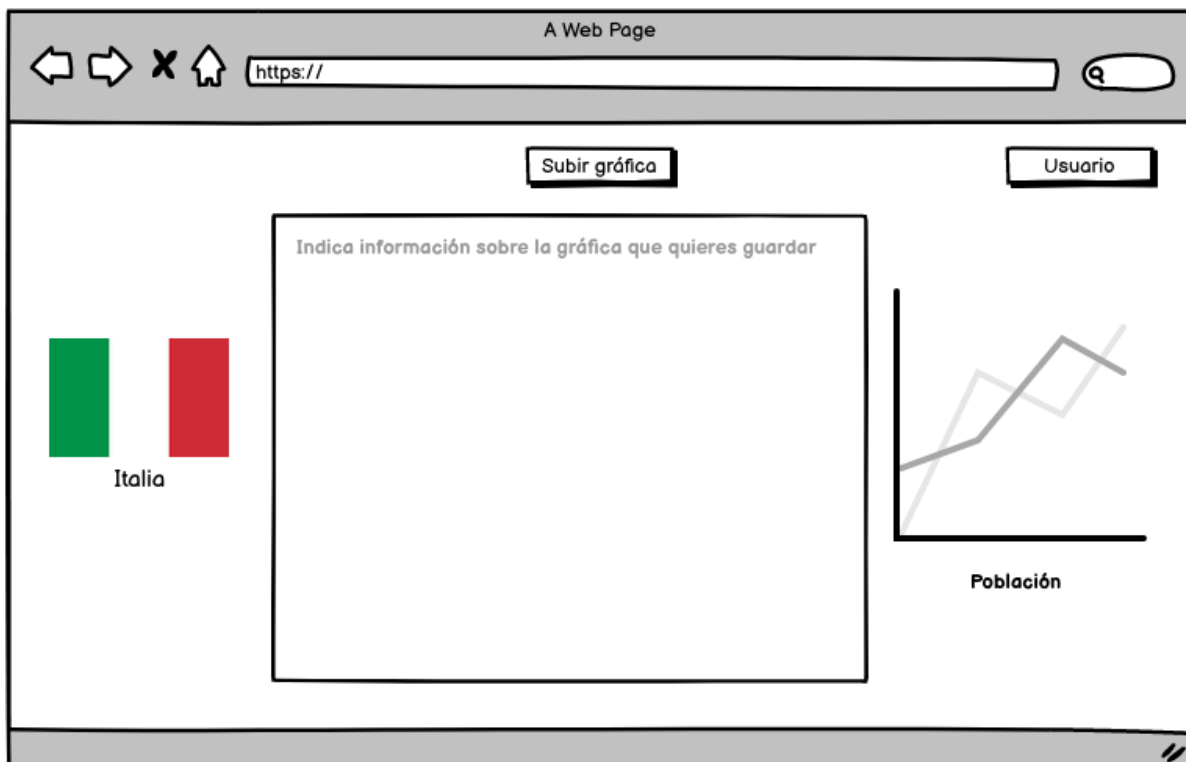 A Web Page
https://
Subir gráfica
Usuario
Indica información sobre la gráfica que quieres guardar
Italia
Población